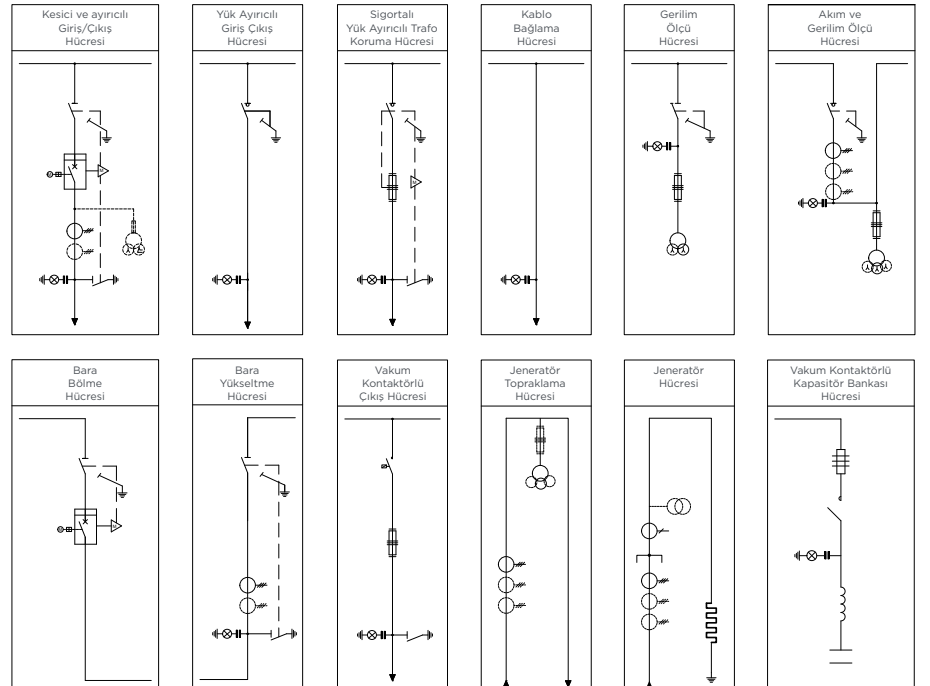 Kesici ve ayırıcılı
Giriş/Çıkış
Hücresi
Yük Ayırıcılı
Giriş Çıkış
Hücresi
Sigortalı
Yük Ayırıcılı Trafo
Koruma Hücresi
Kablo
Bağlama
Hücresi
Gerilim
Ölçü
Hücresi
Akım ve
Gerilim Ölçü
Hücresi
Bara
Bölme
Hücresi
Bara
Yükseltme
Hücresi
Vakum
Kontaktörlü
Çıkış Hücresi
Jeneratör
Topraklama
Hücresi
Jeneratör
Hücresi
Vakum Kontaktörlü
Kapasitör Bankası
Hücresi